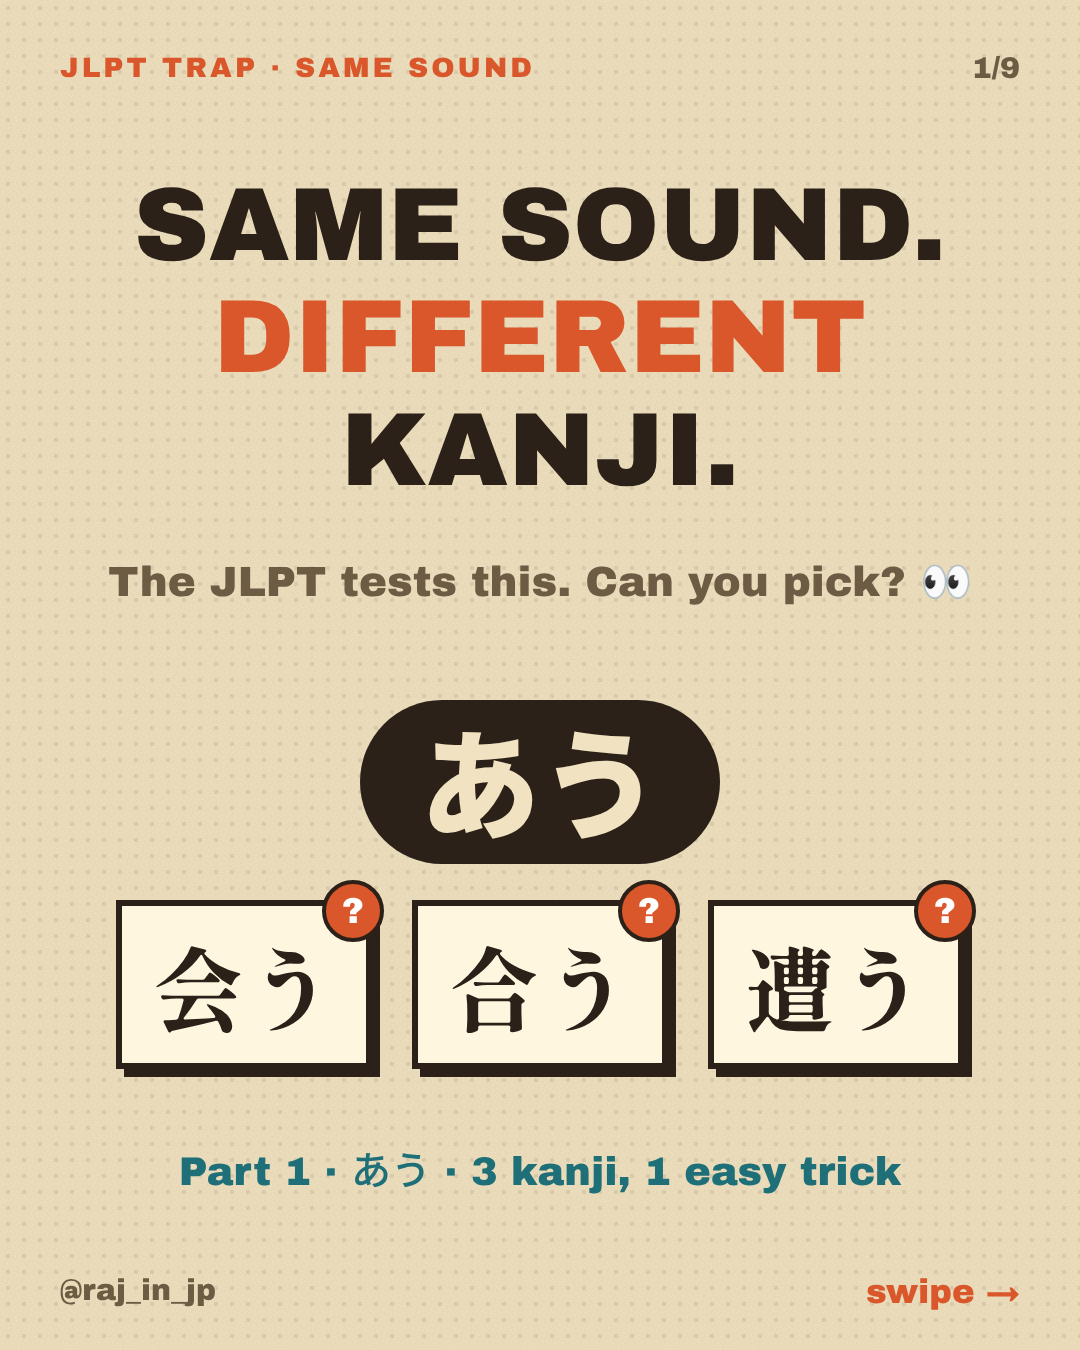 JLPT TRAP · SAME SOUND
1/9
SAME SOUND.
DIFFERENT
KANJI.
The JLPT tests this. Can you pick? 👀
あう
? ? ?
会う 合う 遭う
Part 1 · あう · 3 kanji, 1 easy trick
@raj_in_jp
swipe →